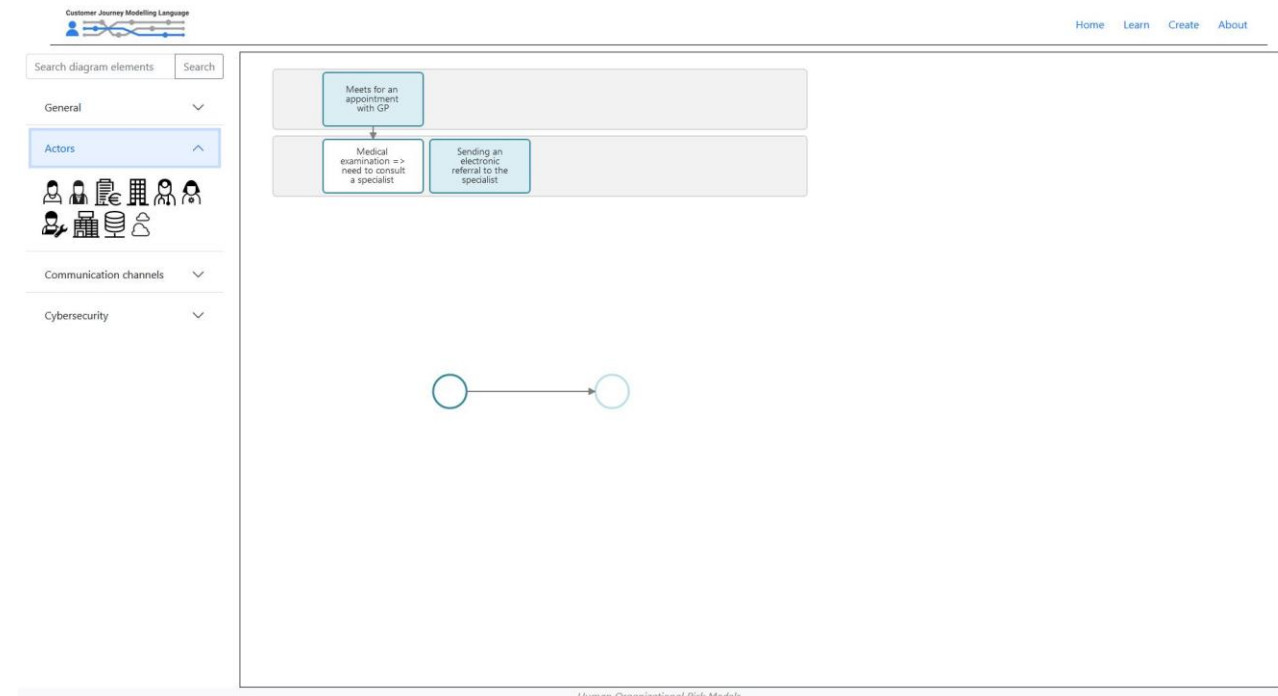 Customer Journey Modelling Language
Home Learn Create About
Search diagram elements Search
General
Actors
Communication channels
Cybersecurity
Meets for an
appointment
with GP
Medical
examination =>
need to consult
a specialist
Sending an
electronic
referral to the
specialist
Human Organizational Risk Models